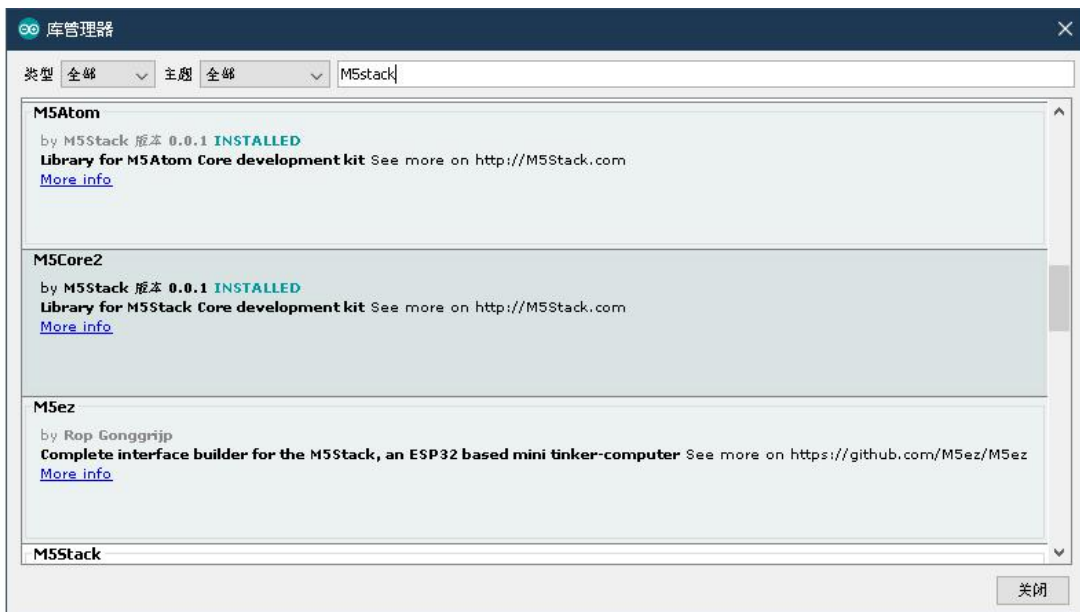 库管理器
类型 全部 主题 全部 M5stack
M5Atom
by M5Stack 版本 0.0.1 INSTALLED
Library for M5Atom Core development kit See more on http://M5Stack.com
More info
M5Core2
by M5Stack 版本 0.0.1 INSTALLED
Library for M5Stack Core development kit See more on http://M5Stack.com
More info
M5ez
by Rop Gonggrijp
Complete interface builder for the M5Stack, an ESP32 based mini tinker-computer See more on https://github.com/M5ez/M5ez
More info
M5Stack
关闭